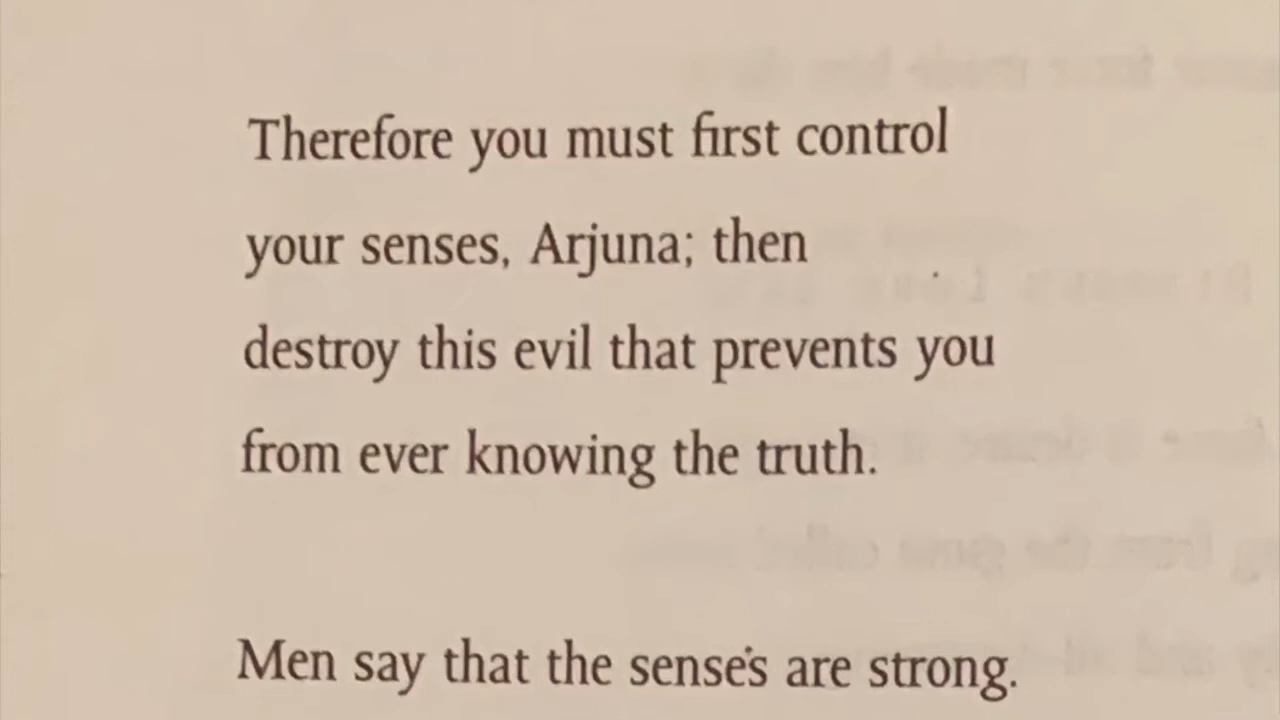 Therefore you must first control
your senses, Arjuna; then
destroy this evil that prevents you
from ever knowing the truth.
Men say that the senses are strong.